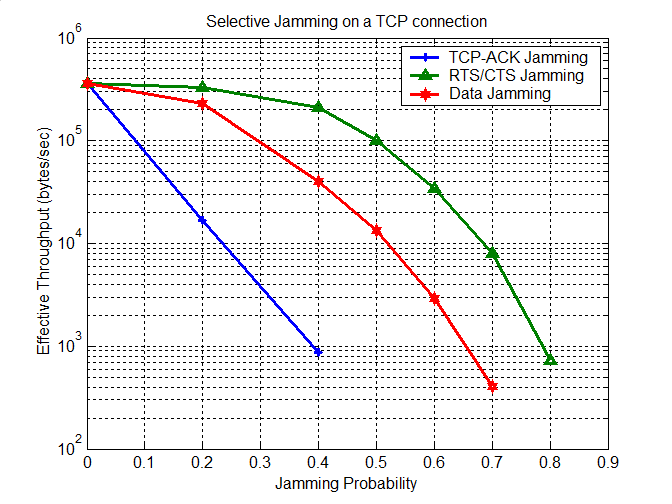 Selective Jamming on a TCP connection
10^6
10^5
10^4
10^3
10^2
Effective Throughput (bytes/sec)
TCP-ACK Jamming
RTS/CTS Jamming
Data Jamming
0 0.1 0.2 0.3 0.4 0.5 0.6 0.7 0.8 0.9
Jamming Probability